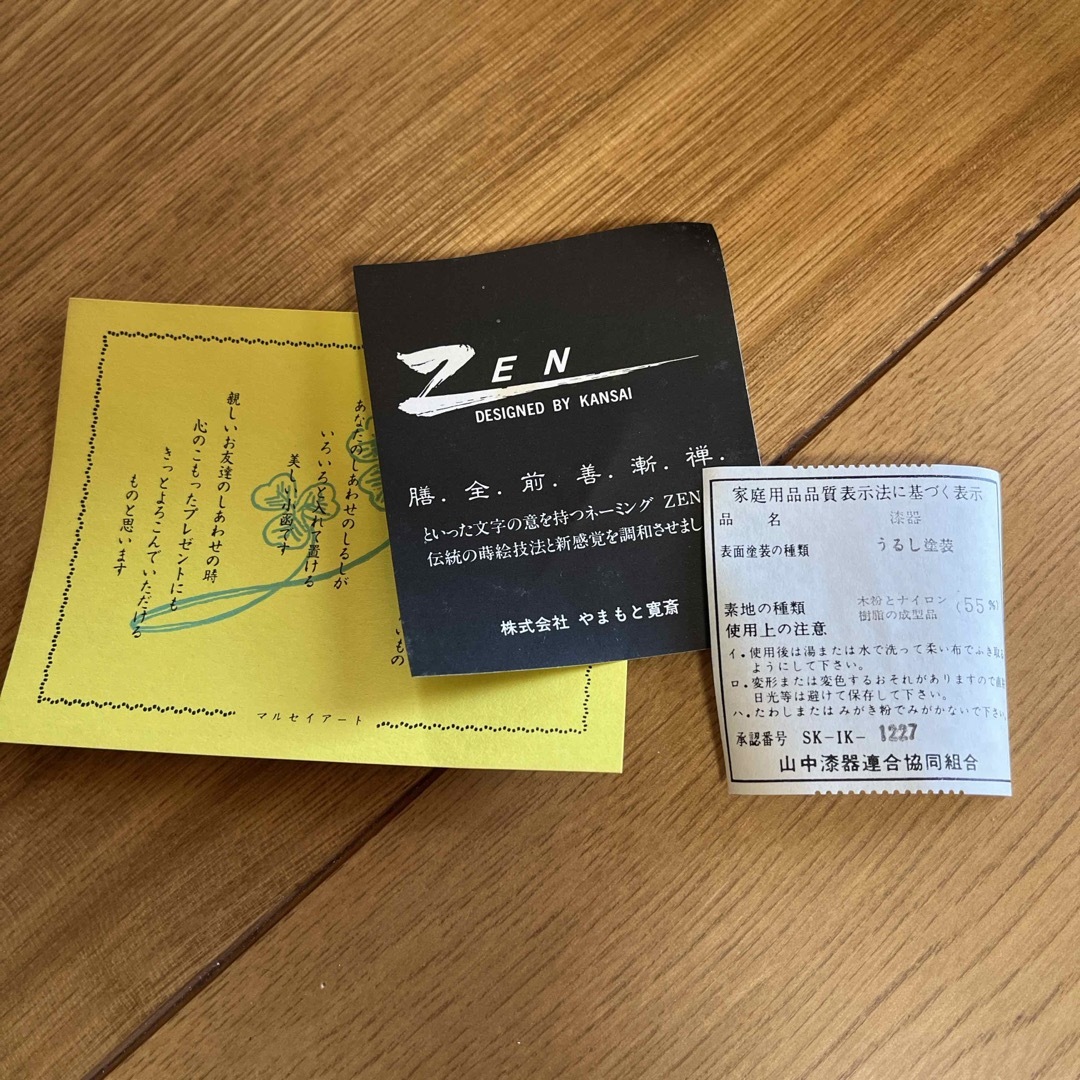 あなたのしあわせのしるしが
いろいろと入れて置ける
美しい小函です
親しいお友達のしあわせの時
心のこもったプレゼントにも
きっとよろこんでいただける
ものと思います
いもの
マルセイアート
ZEN
DESIGNED BY KANSAI
膳.全.前.善.漸.禅.
といった文字の意を持つネーミング ZEN
伝統の蒔絵技法と新感覚を調和させまし
株式会社 やまもと寛斎
家庭用品品質表示法に基づく表示
品名 漆器
表面塗装の種類 うるし塗装
素地の種類 木粉とナイロン樹脂の成型品 (55%)
使用上の注意
イ.使用後は湯または水で洗って柔い布でふき取る
ようにして下さい。
ロ.変形または変色するおそれがありますので直射
日光等は避けて保存して下さい。
ハ.たわしまたはみがき粉でみがかないで下さい。
承認番号 SK-IK-1227
山中漆器連合協同組合